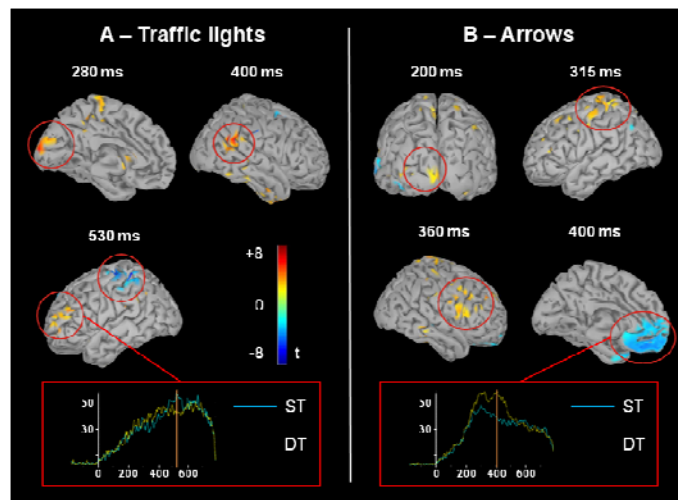 A – Traffic lights
B – Arrows
280 ms
400 ms
200 ms
315 ms
530 ms
360 ms
400 ms
+8
0
-8
t
50
30
0 200 400 600
ST
DT
50
30
0 200 400 600
ST
DT